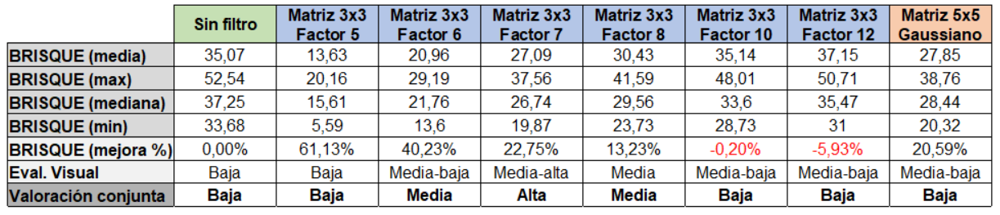 Sin filtro Matriz 3x3 Factor 5 Matriz 3x3 Factor 6 Matriz 3x3 Factor 7 Matriz 3x3 Factor 8 Matriz 3x3 Factor 10 Matriz 3x3 Factor 12 Matriz 5x5 Gaussiano
BRISQUE (media) 35,07 13,63 20,96 27,09 30,43 35,14 37,15 27,85
BRISQUE (max) 52,54 20,16 29,19 37,56 41,59 48,01 50,71 38,76
BRISQUE (mediana) 37,25 15,61 21,76 26,74 29,56 33,6 35,47 28,44
BRISQUE (min) 33,68 5,59 13,6 19,87 23,73 28,73 31 20,32
BRISQUE (mejora %) 0,00% 61,13% 40,23% 22,75% 13,23% -0,20% -5,93% 20,59%
Eval. Visual Baja Baja Media-baja Media-alta Media Media-baja Media-baja Media-baja
Valoración conjunta Baja Baja Media Alta Media Baja Baja Baja